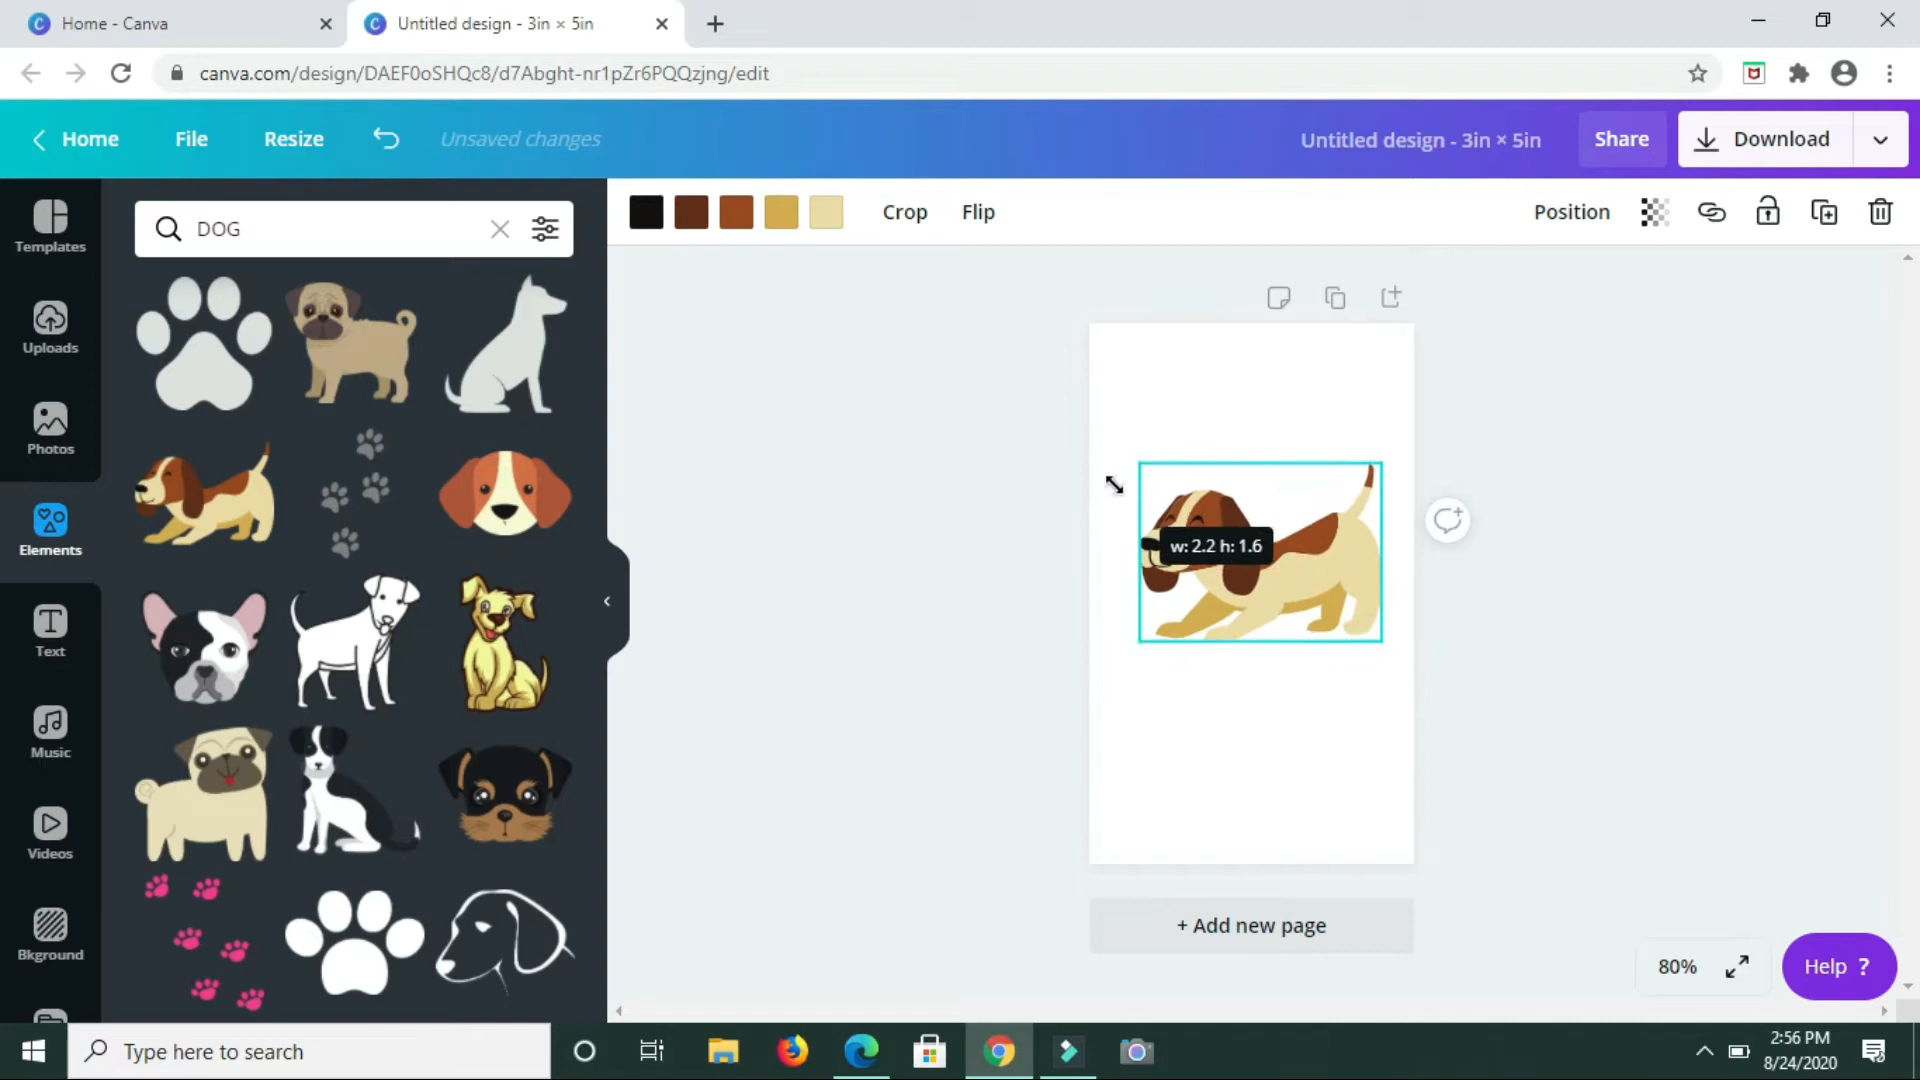 Home - Canva
Untitled design - 3in × 5in
canva.com/design/DAEF0oSHQc8/d7Abght-nr1pZr6PQQzjng/edit
Home
File
Resize
Unsaved changes
Untitled design - 3in × 5in
Share
Download
Templates
Uploads
Photos
Elements
Text
Music
Videos
Bkground
DOG
Crop
Flip
Position
w: 2.2 h: 1.6
+ Add new page
80%
Help ?
Type here to search
2:56 PM
8/24/2020